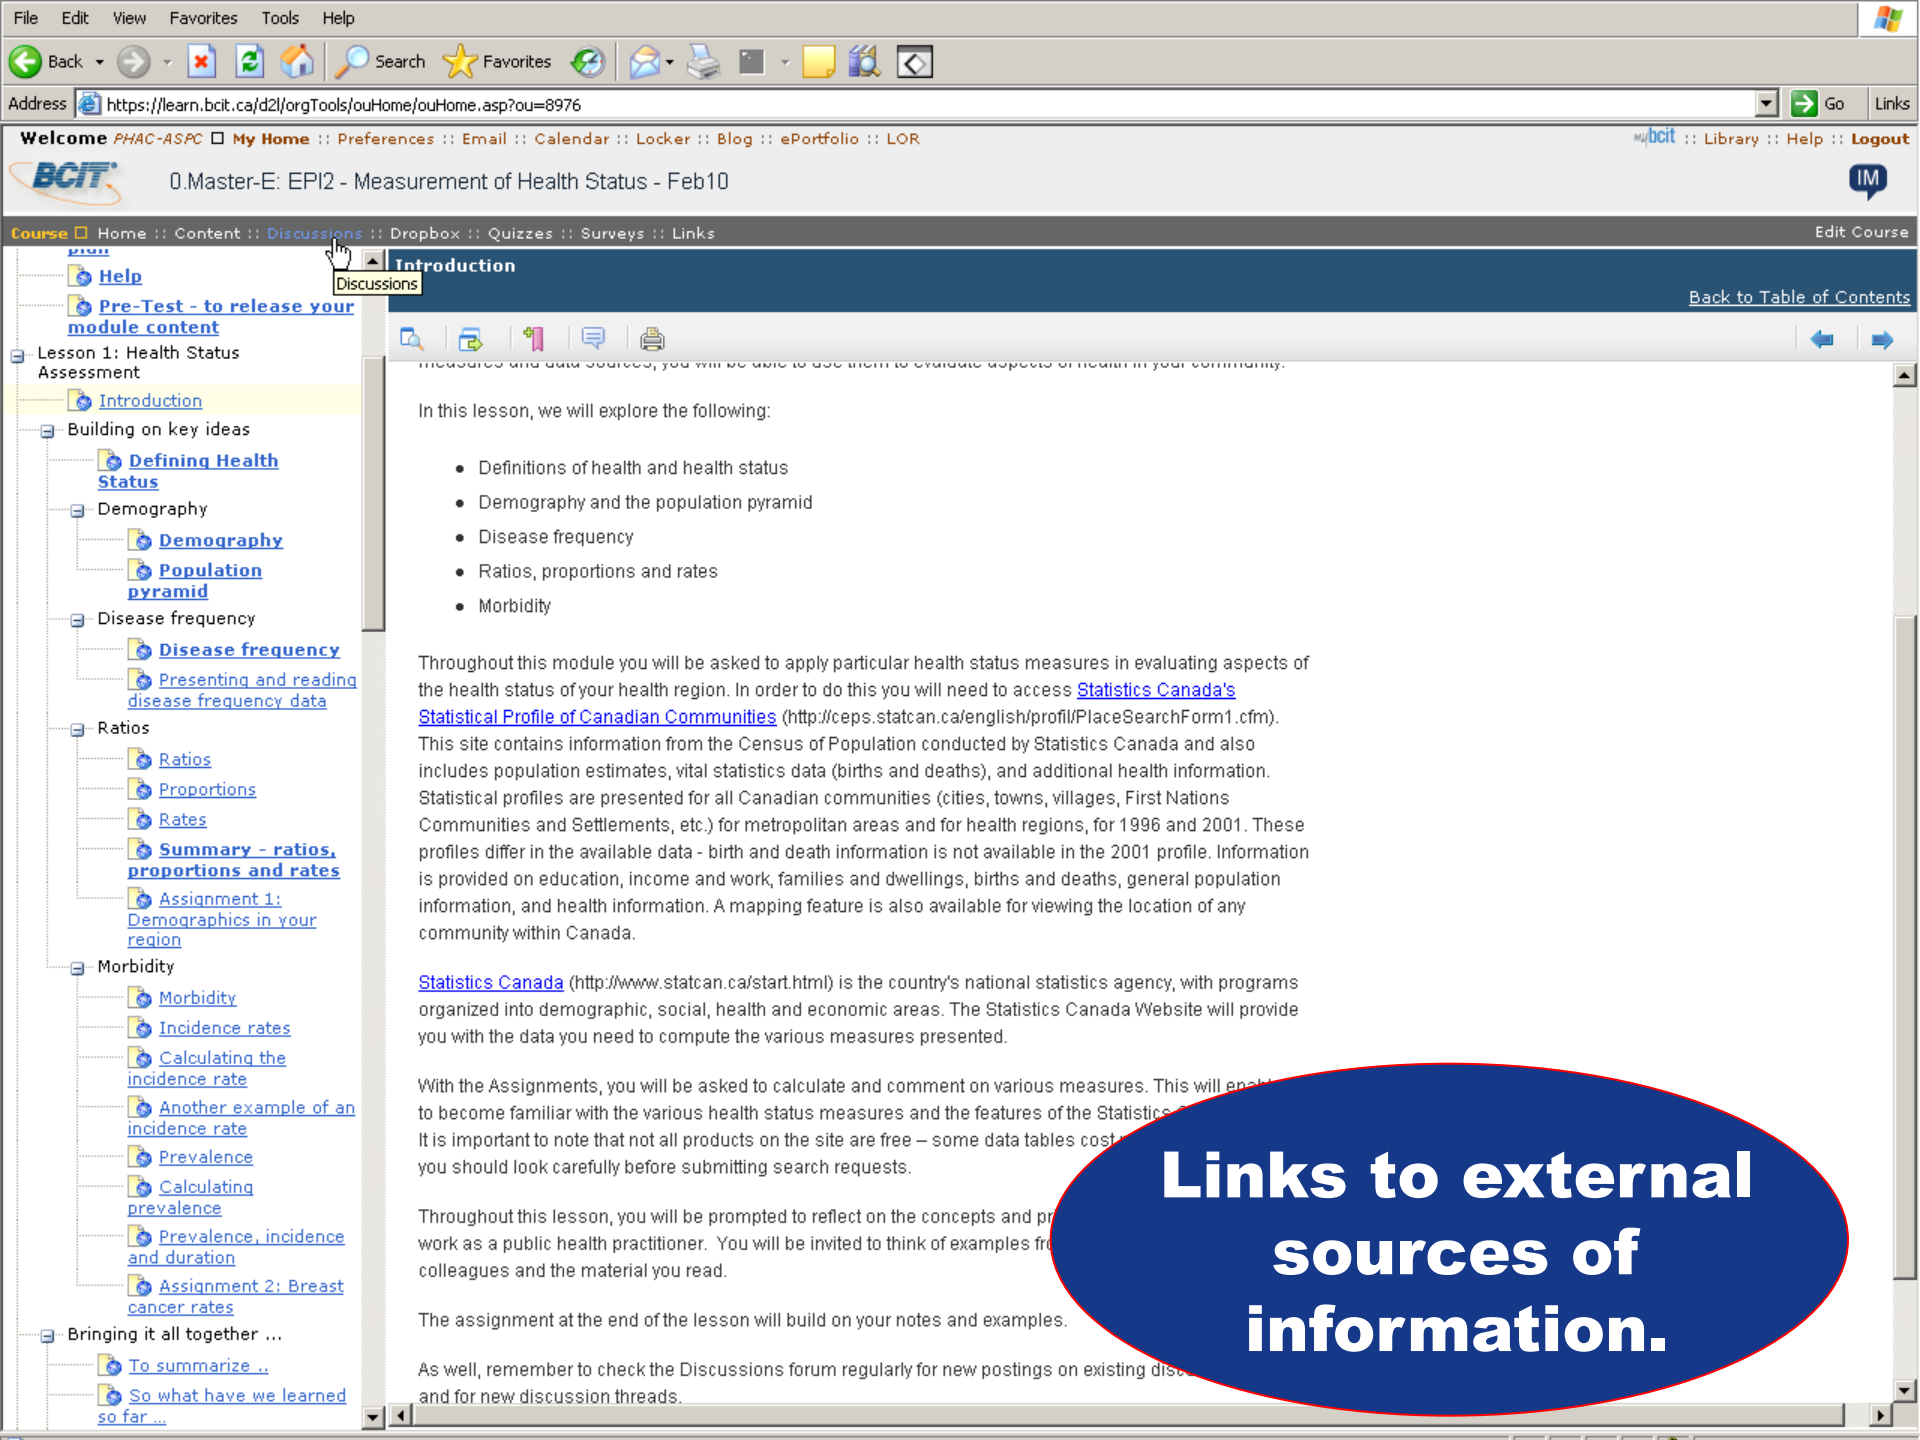 File Edit View Favorites Tools Help
Back Search Favorites
Address https://learn.bcit.ca/d2l/orgTools/ouHome/ouHome.asp?ou=8976 Go Links
Welcome PHAC-ASPC My Home :: Preferences :: Email :: Calendar :: Locker :: Blog :: ePortfolio :: LOR
my bcit :: Library :: Help :: Logout
BCIT
0.Master-E: EPI2 - Measurement of Health Status - Feb10
IM
Course Home :: Content :: Discussions :: Dropbox :: Quizzes :: Surveys :: Links
Edit Course
plan
Help
Pre-Test - to release your
module content
Lesson 1: Health Status
Assessment
Introduction
Building on key ideas
Defining Health
Status
Demography
Demography
Population
pyramid
Disease frequency
Disease frequency
Presenting and reading
disease frequency data
Ratios
Ratios
Proportions
Rates
Summary - ratios,
proportions and rates
Assignment 1:
Demographics in your
region
Morbidity
Morbidity
Incidence rates
Calculating the
incidence rate
Another example of an
incidence rate
Prevalence
Calculating
prevalence
Prevalence, incidence
and duration
Assignment 2: Breast
cancer rates
Bringing it all together ...
To summarize ..
So what have we learned
so far ...
Discussions
Introduction
Back to Table of Contents
measures and data sources, you will be able to use them to evaluate aspects of health in your community.
In this lesson, we will explore the following:
• Definitions of health and health status
• Demography and the population pyramid
• Disease frequency
• Ratios, proportions and rates
• Morbidity
Throughout this module you will be asked to apply particular health status measures in evaluating aspects of
the health status of your health region. In order to do this you will need to access Statistics Canada's
Statistical Profile of Canadian Communities (http://ceps.statcan.ca/english/profil/PlaceSearchForm1.cfm).
This site contains information from the Census of Population conducted by Statistics Canada and also
includes population estimates, vital statistics data (births and deaths), and additional health information.
Statistical profiles are presented for all Canadian communities (cities, towns, villages, First Nations
Communities and Settlements, etc.) for metropolitan areas and for health regions, for 1996 and 2001. These
profiles differ in the available data - birth and death information is not available in the 2001 profile. Information
is provided on education, income and work, families and dwellings, births and deaths, general population
information, and health information. A mapping feature is also available for viewing the location of any
community within Canada.
Statistics Canada (http://www.statcan.ca/start.html) is the country's national statistics agency, with programs
organized into demographic, social, health and economic areas. The Statistics Canada Website will provide
you with the data you need to compute the various measures presented.
With the Assignments, you will be asked to calculate and comment on various measures. This will
to become familiar with the various health status measures and the features of the Statistics
It is important to note that not all products on the site are free – some data tables cost
you should look carefully before submitting search requests.
Throughout this lesson, you will be prompted to reflect on the concepts and
work as a public health practitioner. You will be invited to think of examples
colleagues and the material you read.
The assignment at the end of the lesson will build on your notes and examples.
As well, remember to check the Discussions forum regularly for new postings on existing
and for new discussion threads.
Links to external
sources of
information.